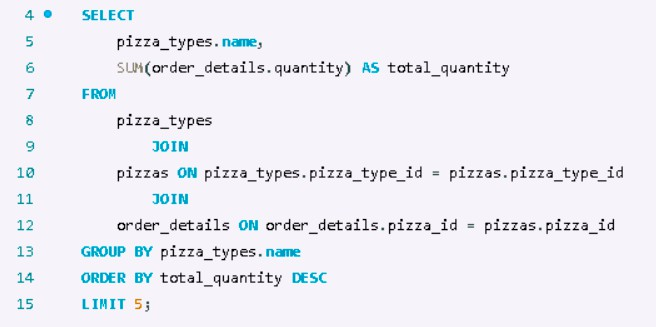 4 SELECT
5 pizza_types.name,
6 SUM(order_details.quantity) AS total_quantity
7 FROM
8 pizza_types
9 JOIN
10 pizzas ON pizza_types.pizza_type_id = pizzas.pizza_type_id
11 JOIN
12 order_details ON order_details.pizza_id = pizzas.pizza_id
13 GROUP BY pizza_types.name
14 ORDER BY total_quantity DESC
15 LIMIT 5;